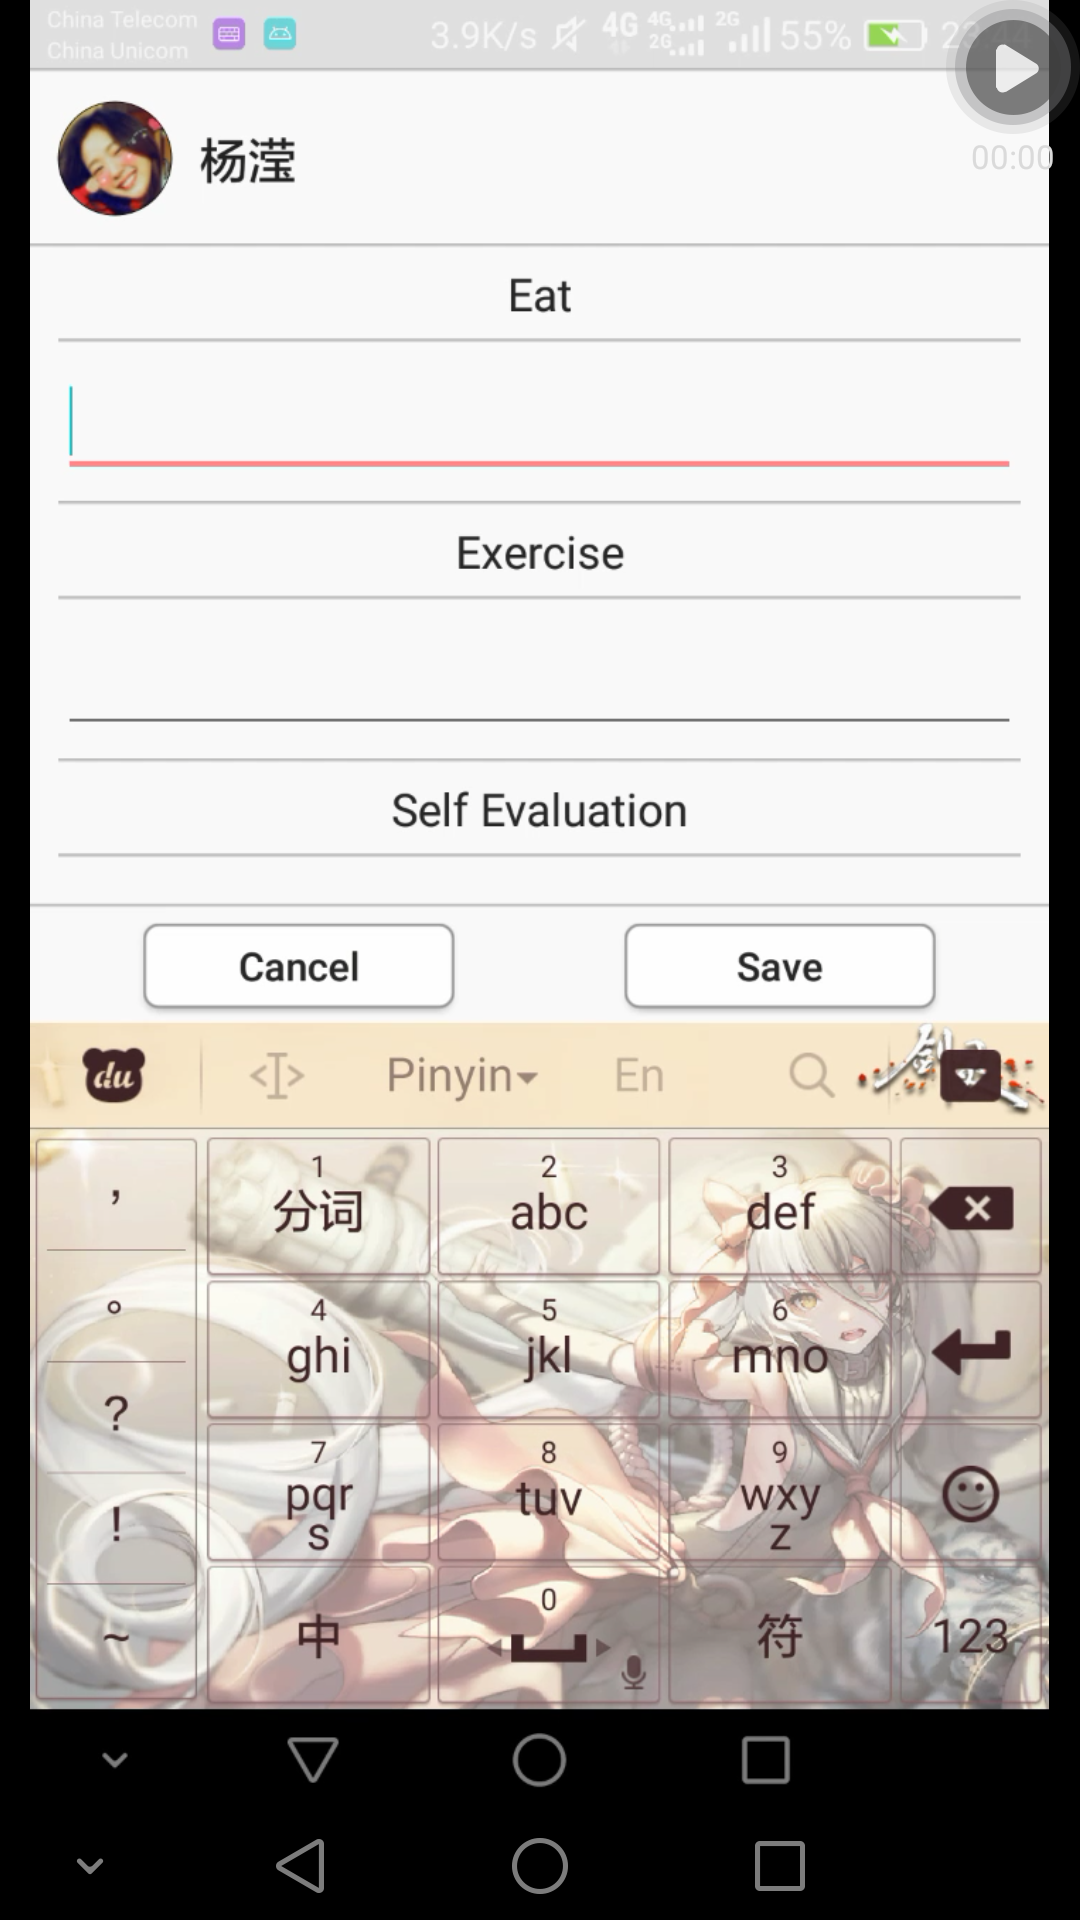 China Telecom
China Unicom
3.9K/s 4G 4G 2G 2G 55%
00:00
杨滢
Eat
Exercise
Self Evaluation
Cancel Save
du Pinyin En
, 1 分词 2 abc 3 def
。 4 ghi 5 jkl 6 mno
? 7 pqrs 8 tuv 9 wxyz
!
~ 中 0 符 123